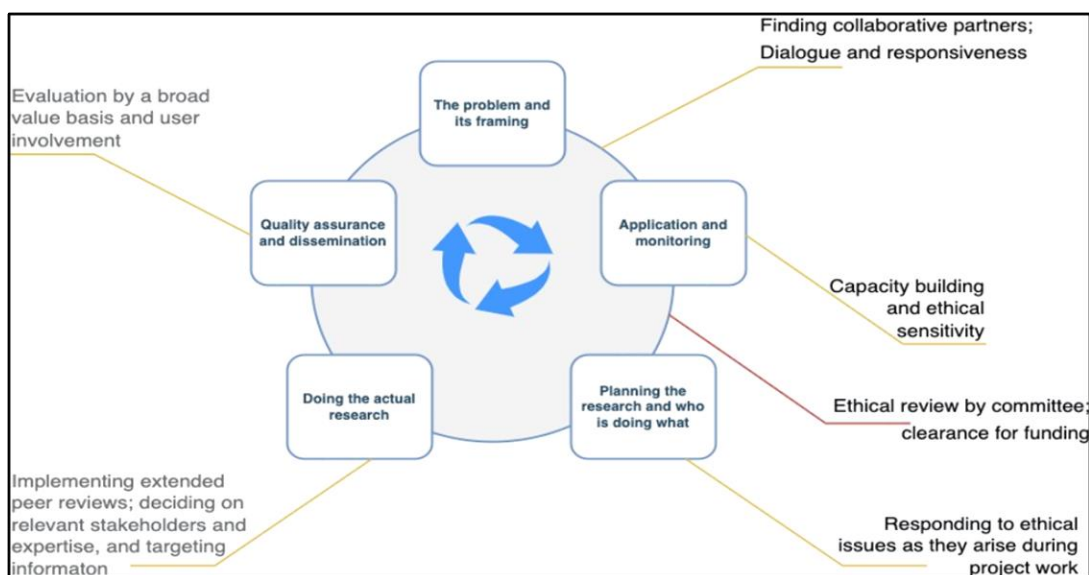 Finding collaborative partners;
Dialogue and responsiveness
The problem and
its framing
Evaluation by a broad
value basis and user
involvement
Quality assurance
and dissemination
Application and
monitoring
Capacity building
and ethical
sensitivity
Doing the actual
research
Planning the
research and who
is doing what
Ethical review by committee;
clearance for funding
Implementing extended
peer reviews; deciding on
relevant stakeholders and
expertise, and targeting
informaton
Responding to ethical
issues as they arise during
project work